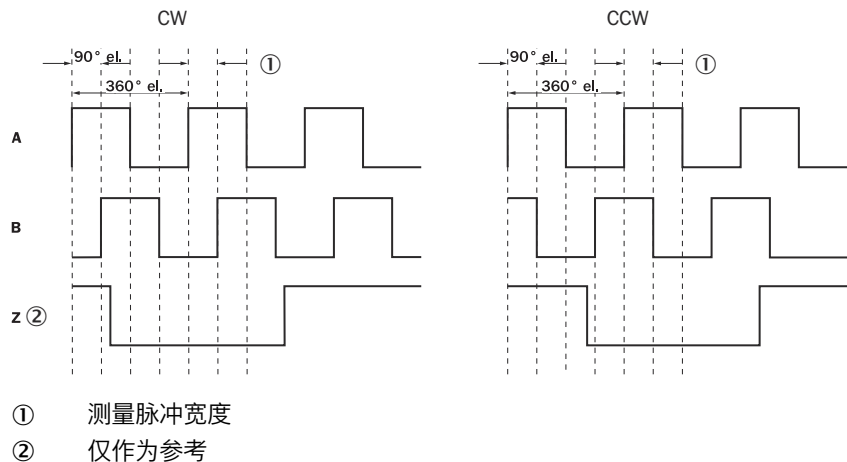 CW CCW
90° el. ① 90° el. ①
360° el. 360° el.
A
B
Z ②
① 测量脉冲宽度
② 仅作为参考